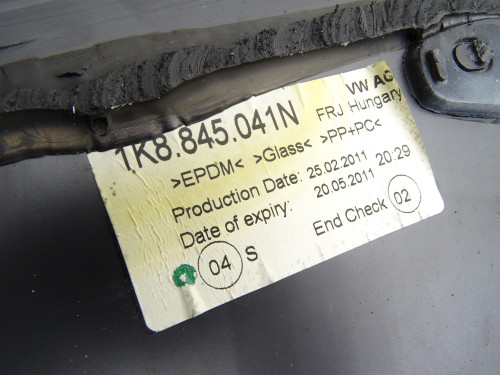 VW AG
1K8.845.041N FRJ Hungary
>EPDM< >Glass< >PP+PC<
Production Date: 25.02.2011 20:29
Date of expiry: 20.05.2011
04 S End Check 02